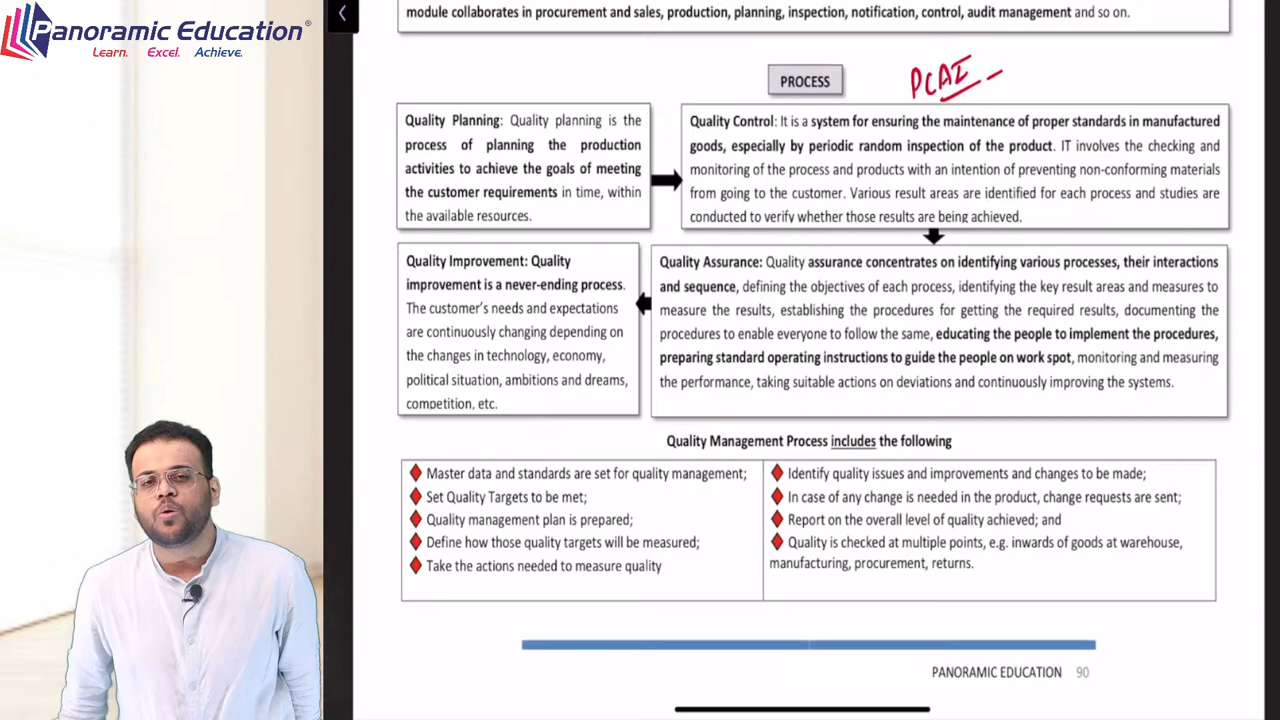 Panoramic Education®
Learn. Excel. Achieve.
module collaborates in procurement and sales, production, planning, inspection, notification, control, audit management and so on.
PROCESS
PCAI
Quality Planning: Quality planning is the
process of planning the production
activities to achieve the goals of meeting
the customer requirements in time, within
the available resources.
Quality Control: It is a system for ensuring the maintenance of proper standards in manufactured
goods, especially by periodic random inspection of the product. IT involves the checking and
monitoring of the process and products with an intention of preventing non-conforming materials
from going to the customer. Various result areas are identified for each process and studies are
conducted to verify whether those results are being achieved.
Quality Improvement: Quality
improvement is a never-ending process.
The customer's needs and expectations
are continuously changing depending on
the changes in technology, economy,
political situation, ambitions and dreams,
competition, etc.
Quality Assurance: Quality assurance concentrates on identifying various processes, their interactions
and sequence, defining the objectives of each process, identifying the key result areas and measures to
measure the results, establishing the procedures for getting the required results, documenting the
procedures to enable everyone to follow the same, educating the people to implement the procedures,
preparing standard operating instructions to guide the people on work spot, monitoring and measuring
the performance, taking suitable actions on deviations and continuously improving the systems.
Quality Management Process includes the following
Master data and standards are set for quality management;
Set Quality Targets to be met;
Quality management plan is prepared;
Define how those quality targets will be measured;
Take the actions needed to measure quality
Identify quality issues and improvements and changes to be made;
In case of any change is needed in the product, change requests are sent;
Report on the overall level of quality achieved; and
Quality is checked at multiple points, e.g. inwards of goods at warehouse,
manufacturing, procurement, returns.
PANORAMIC EDUCATION 90